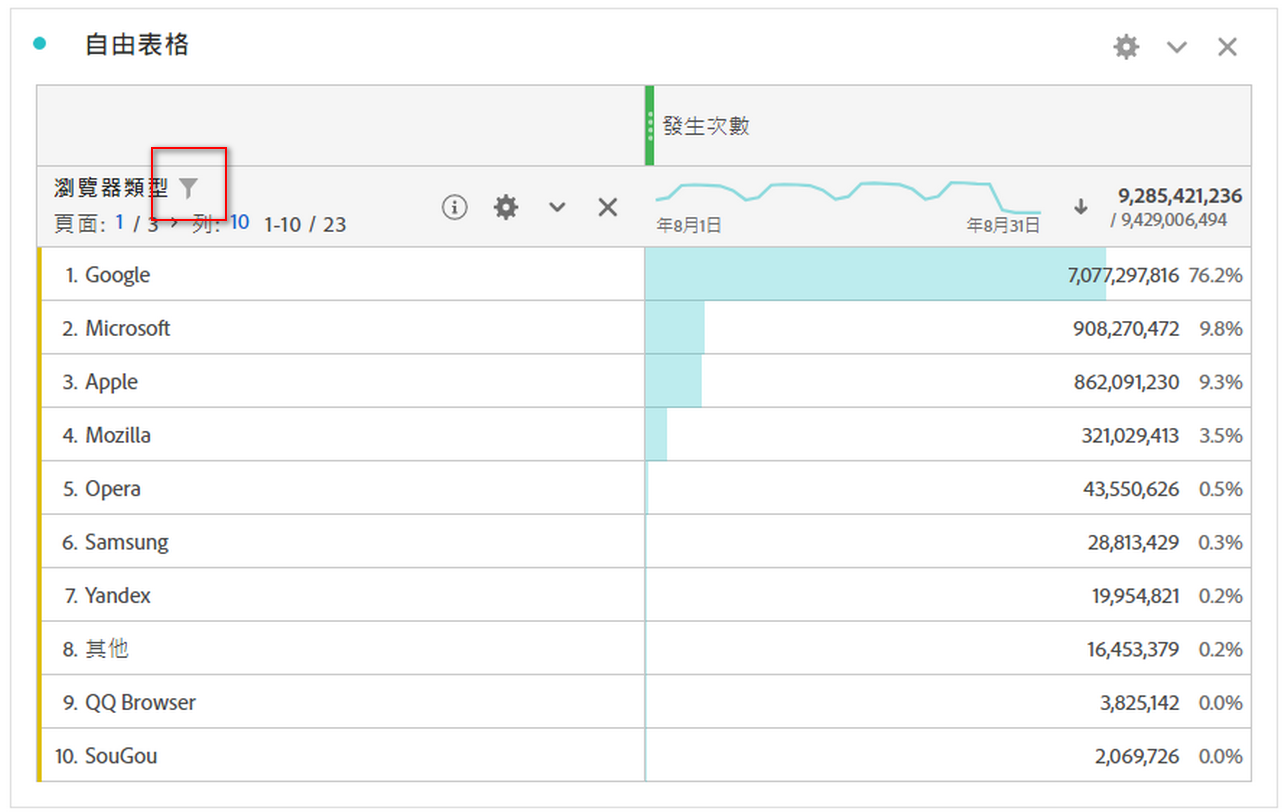 自由表格
發生次數
瀏覽器類型
頁面: 1 / 3 > 列: 10 1-10 / 23
年8月1日 年8月31日
9,285,421,236
/ 9,429,006,494
1. Google 7,077,297,816 76.2%
2. Microsoft 908,270,472 9.8%
3. Apple 862,091,230 9.3%
4. Mozilla 321,029,413 3.5%
5. Opera 43,550,626 0.5%
6. Samsung 28,813,429 0.3%
7. Yandex 19,954,821 0.2%
8. 其他 16,453,379 0.2%
9. QQ Browser 3,825,142 0.0%
10. SouGou 2,069,726 0.0%